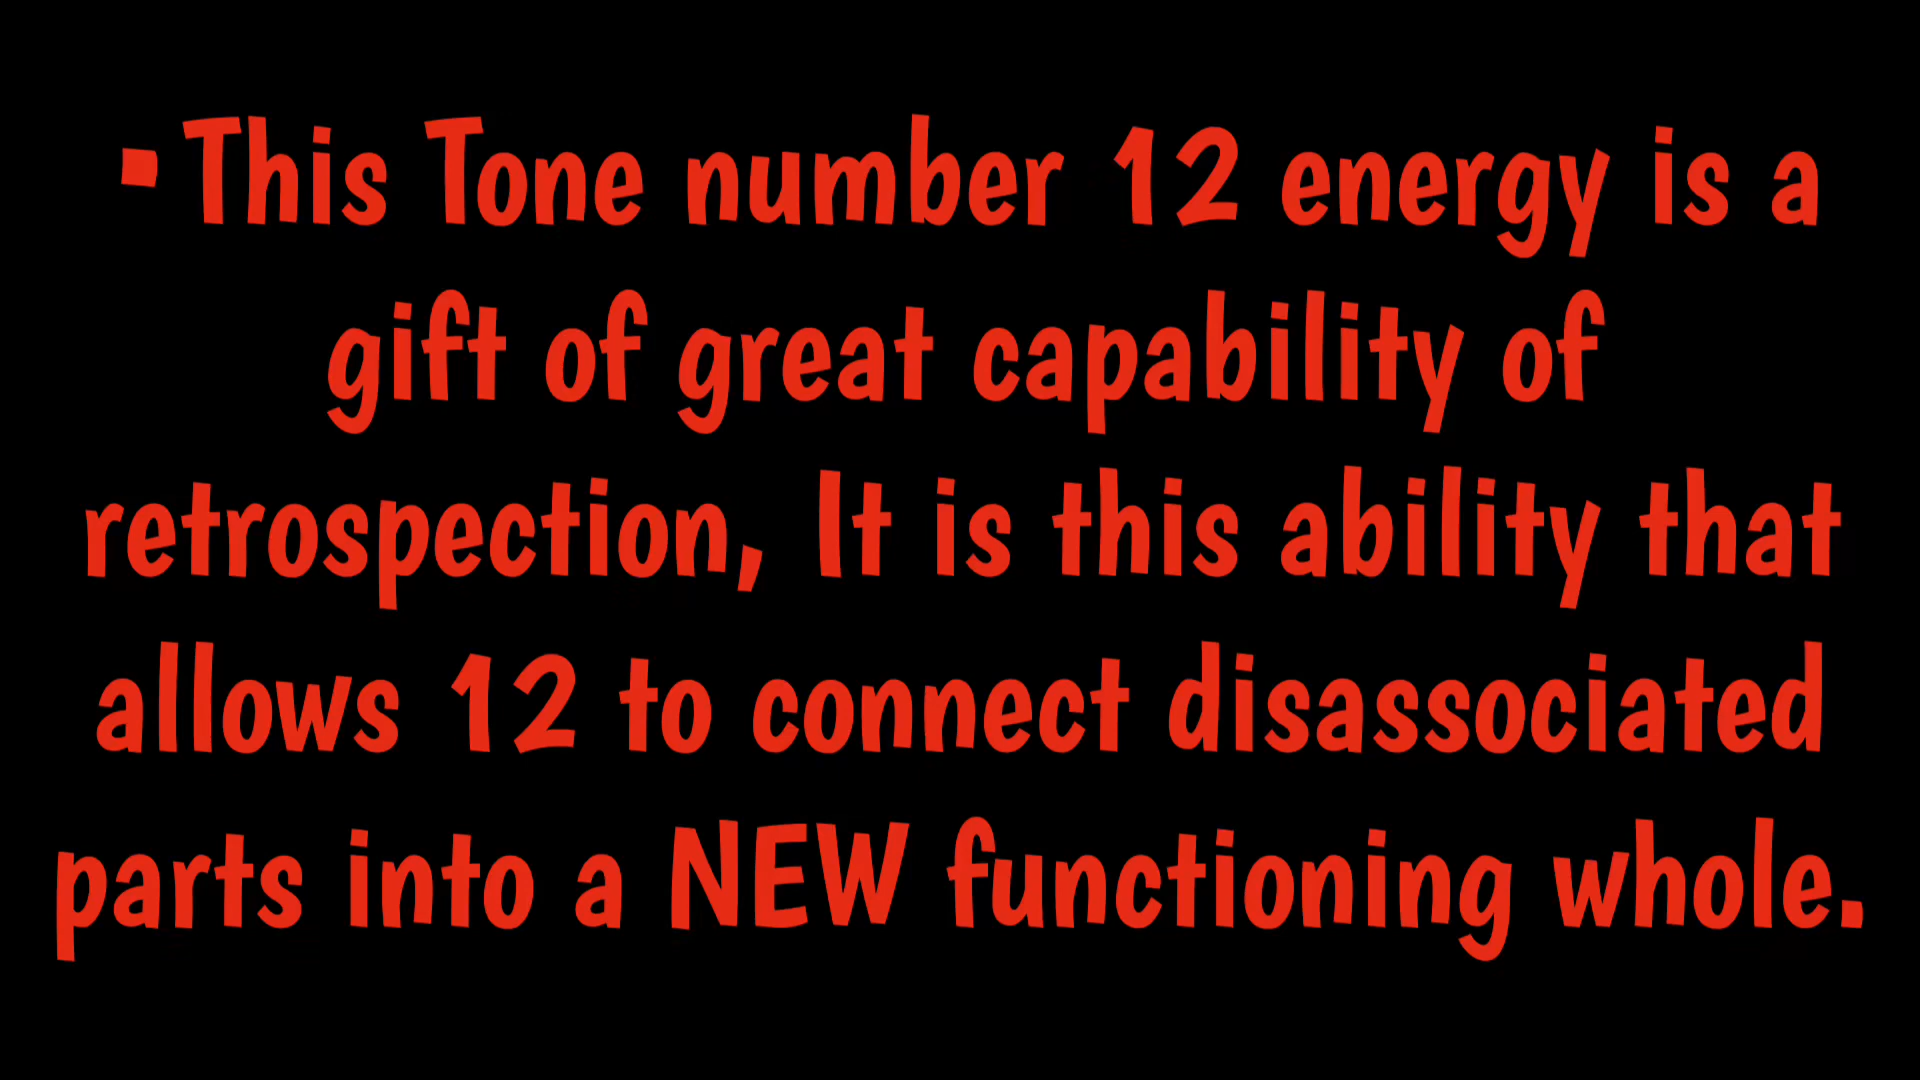 ▪This Tone number 12 energy is a
gift of great capability of
retrospection, It is this ability that
allows 12 to connect disassociated
parts into a NEW functioning whole.